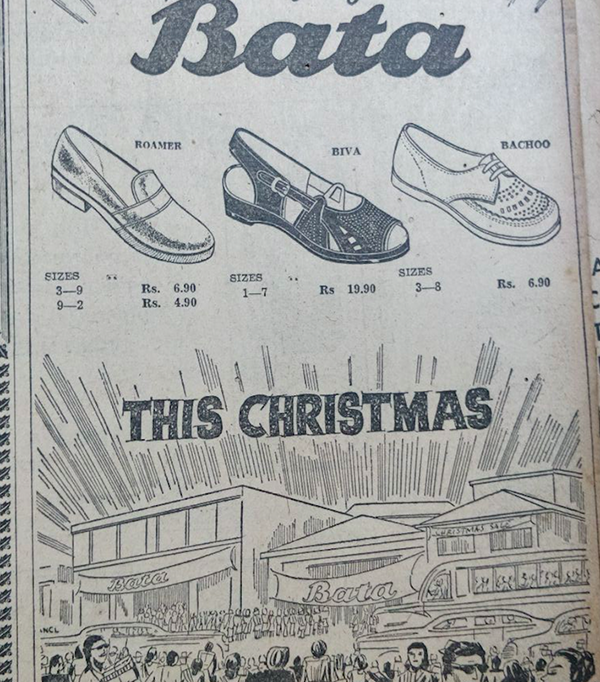 Bata
ROAMER
BIVA
BACHOO
SIZES
3—9 Rs. 6.90
9—2 Rs. 4.90
SIZES
1—7 Rs 19.90
SIZES
3—8 Rs. 6.90
THIS CHRISTMAS
CHRISTMAS SALE
Bata
Bata
INCL